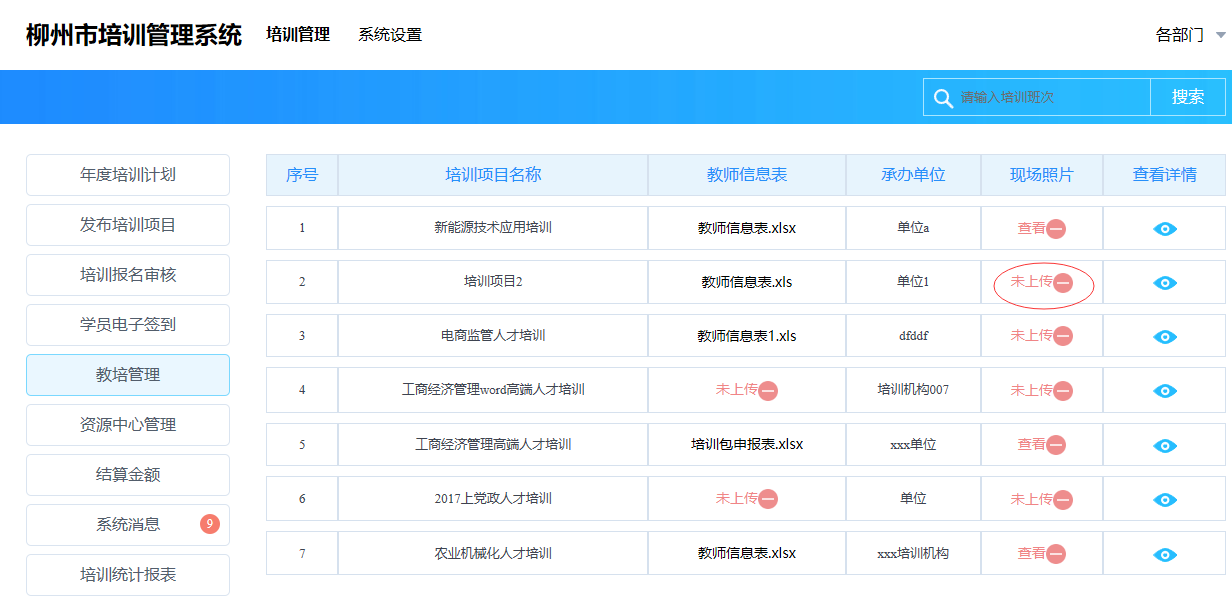 柳州市培训管理系统 培训管理 系统设置 各部门
请输入培训班次 搜索
年度培训计划
发布培训项目
培训报名审核
学员电子签到
教培管理
资源中心管理
结算金额
系统消息 9
培训统计报表
序号 培训项目名称 教师信息表 承办单位 现场照片 查看详情
1 新能源技术应用培训 教师信息表.xlsx 单位a 查看
2 培训项目2 教师信息表.xls 单位1 未上传
3 电商监管人才培训 教师信息表1.xls dfddf 未上传
4 工商经济管理word高端人才培训 未上传 培训机构007 未上传
5 工商经济管理高端人才培训 培训包申报表.xlsx xxx单位 查看
6 2017上党政人才培训 未上传 单位 未上传
7 农业机械化人才培训 教师信息表.xlsx xxx培训机构 查看